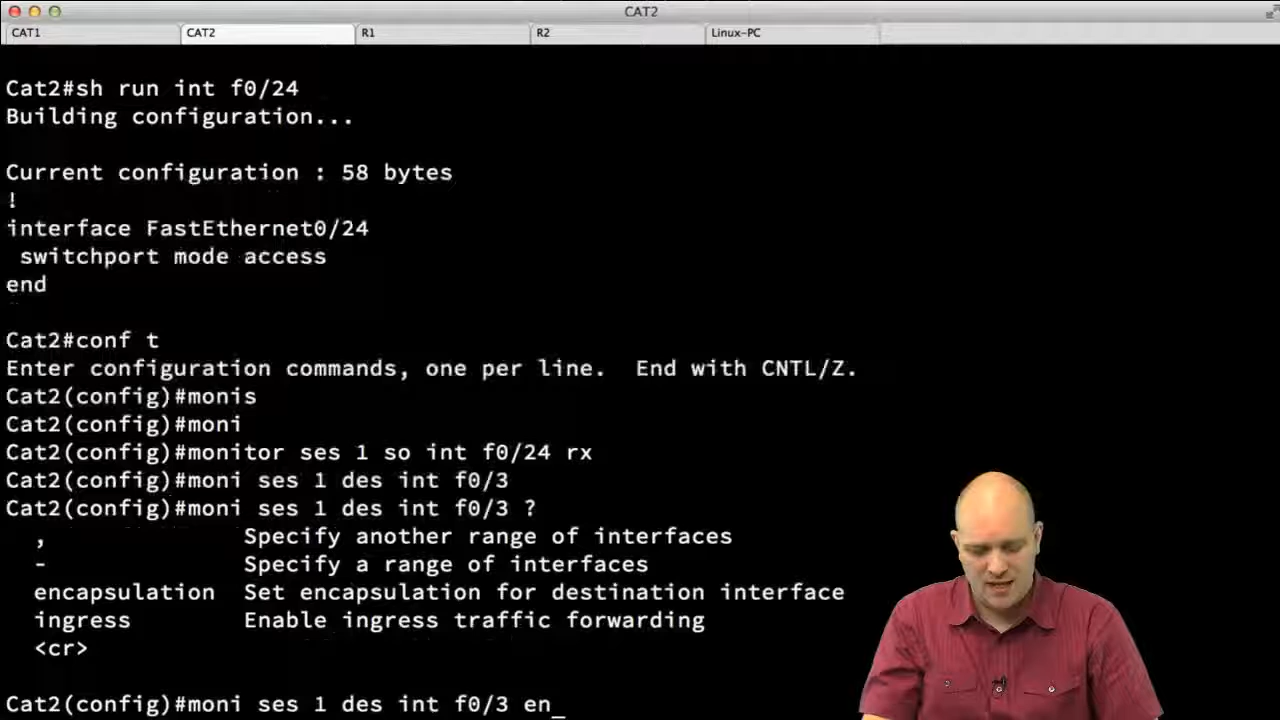 CAT2
CAT1 CAT2 R1 R2 Linux-PC
Cat2#sh run int f0/24
Building configuration...
Current configuration : 58 bytes
!
interface FastEthernet0/24
switchport mode access
end
Cat2#conf t
Enter configuration commands, one per line.  End with CNTL/Z.
Cat2(config)#monis
Cat2(config)#moni
Cat2(config)#monitor ses 1 so int f0/24 rx
Cat2(config)#moni ses 1 des int f0/3
Cat2(config)#moni ses 1 des int f0/3 ?
, Specify another range of interfaces
- Specify a range of interfaces
encapsulation Set encapsulation for destination interface
ingress Enable ingress traffic forwarding
<cr>
Cat2(config)#moni ses 1 des int f0/3 en_